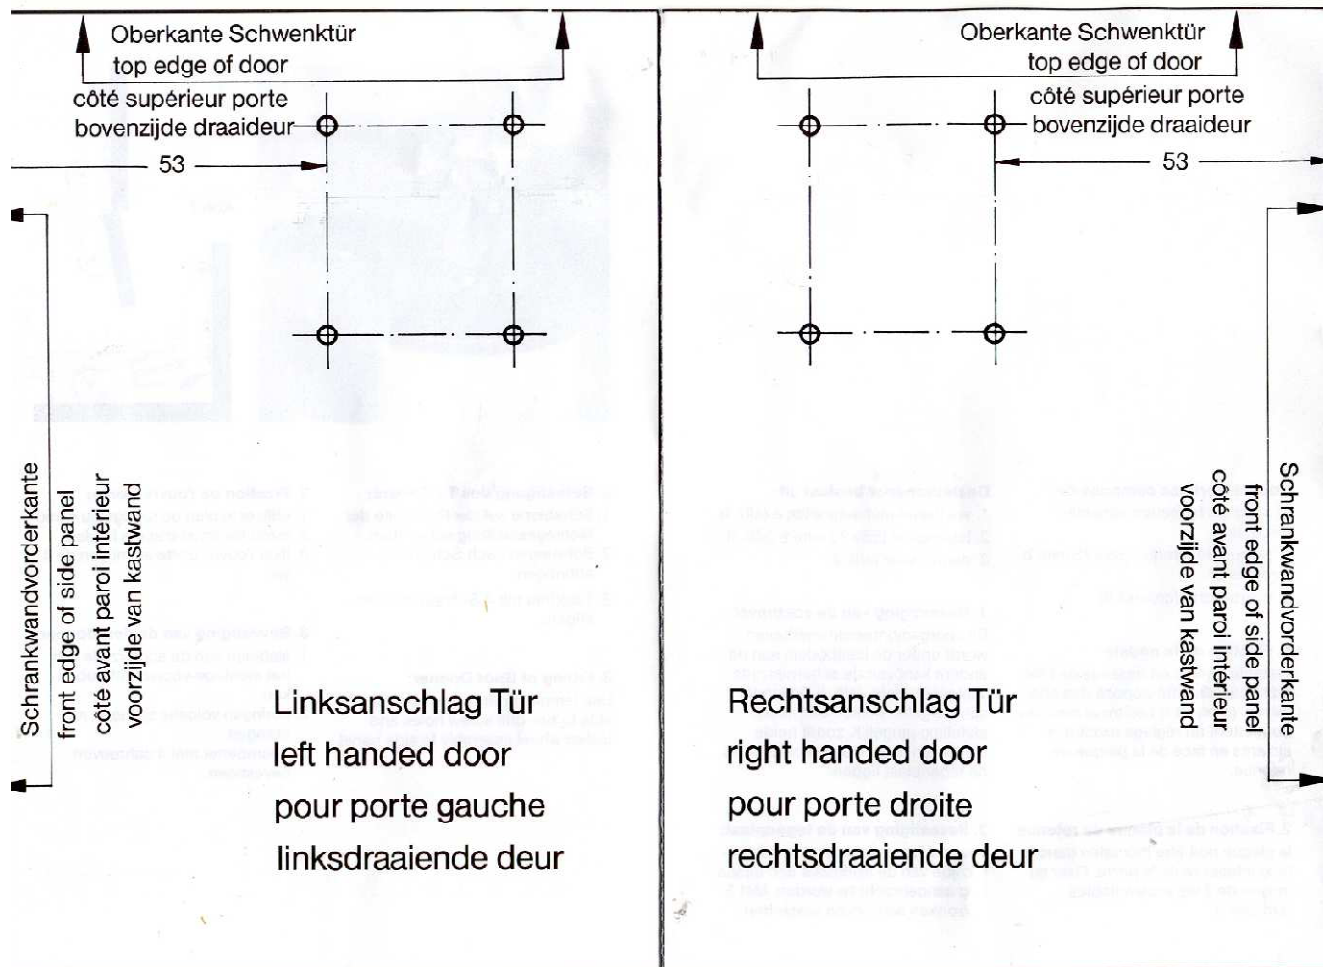 Oberkante Schwenktür
top edge of door
côté supérieur porte
bovenzijde draaideur
53
Schrankwandvorderkante
front edge of side panel
côté avant paroi intérieur
voorzijde van kastwand
Linksanschlag Tür
left handed door
pour porte gauche
linksdraaiende deur
Oberkante Schwenktür
top edge of door
côté supérieur porte
bovenzijde draaideur
53
Schrankwandvorderkante
front edge of side panel
côté avant paroi intérieur
voorzijde van kastwand
Rechtsanschlag Tür
right handed door
pour porte droite
rechtsdraaiende deur